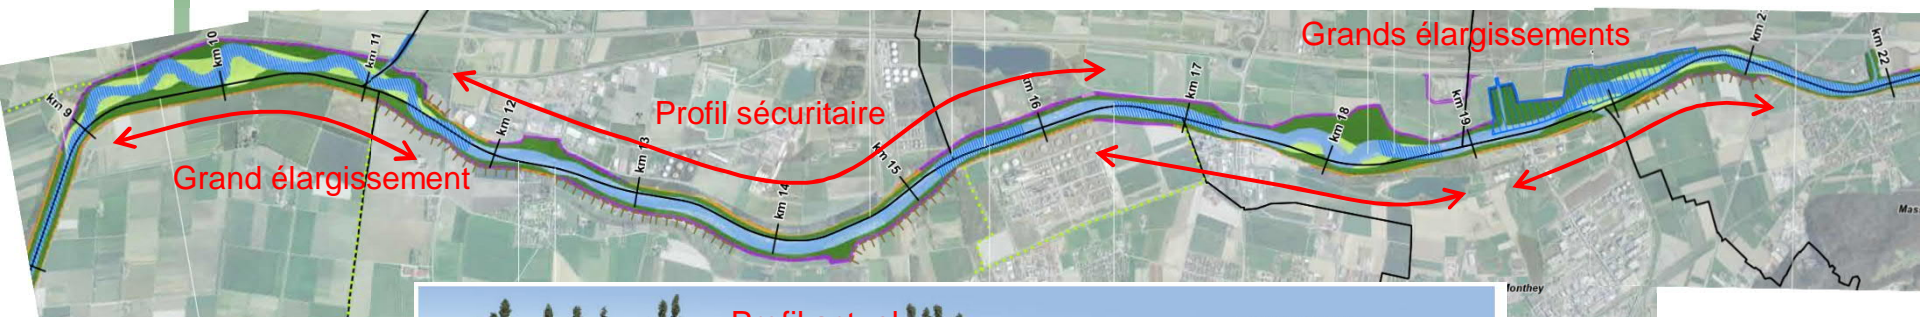 Grands élargissements
Profil sécuritaire
Grand élargissement
km 9
km 10
km 11
km 12
km 13
km 14
km 15
km 16
km 17
km 18
km 19
km 22
Monthey